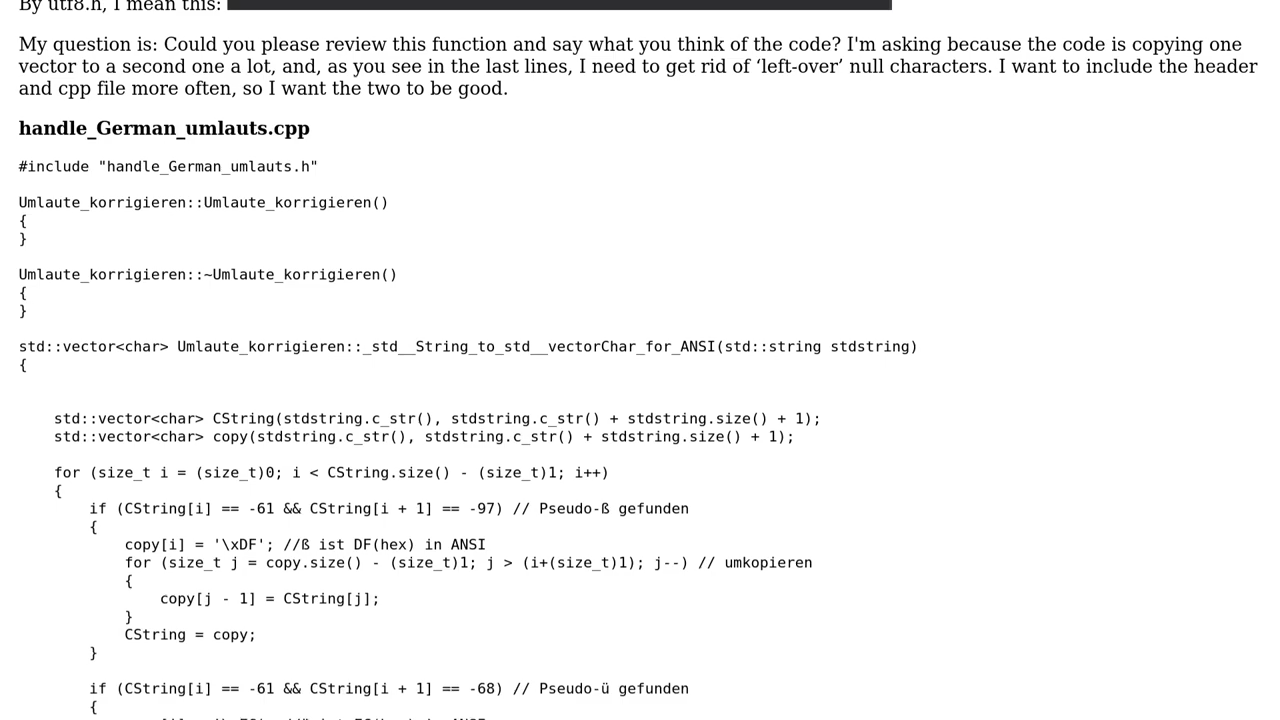 By utf8.h, I mean this:
My question is: Could you please review this function and say what you think of the code? I'm asking because the code is copying one
vector to a second one a lot, and, as you see in the last lines, I need to get rid of ‘left-over’ null characters. I want to include the header
and cpp file more often, so I want the two to be good.
handle_German_umlauts.cpp
#include "handle_German_umlauts.h"
Umlaute_korrigieren::Umlaute_korrigieren()
{
}
Umlaute_korrigieren::~Umlaute_korrigieren()
{
}
std::vector<char> Umlaute_korrigieren::_std__String_to_std__vectorChar_for_ANSI(std::string stdstring)
{
    std::vector<char> CString(stdstring.c_str(), stdstring.c_str() + stdstring.size() + 1);
    std::vector<char> copy(stdstring.c_str(), stdstring.c_str() + stdstring.size() + 1);
    for (size_t i = (size_t)0; i < CString.size() - (size_t)1; i++)
    {
        if (CString[i] == -61 && CString[i + 1] == -97) // Pseudo-ß gefunden
        {
            copy[i] = '\xDF'; //ß ist DF(hex) in ANSI
            for (size_t j = copy.size() - (size_t)1; j > (i+(size_t)1); j--) // umkopieren
            {
                copy[j - 1] = CString[j];
            }
            CString = copy;
        }
        if (CString[i] == -61 && CString[i + 1] == -68) // Pseudo-ü gefunden
        {